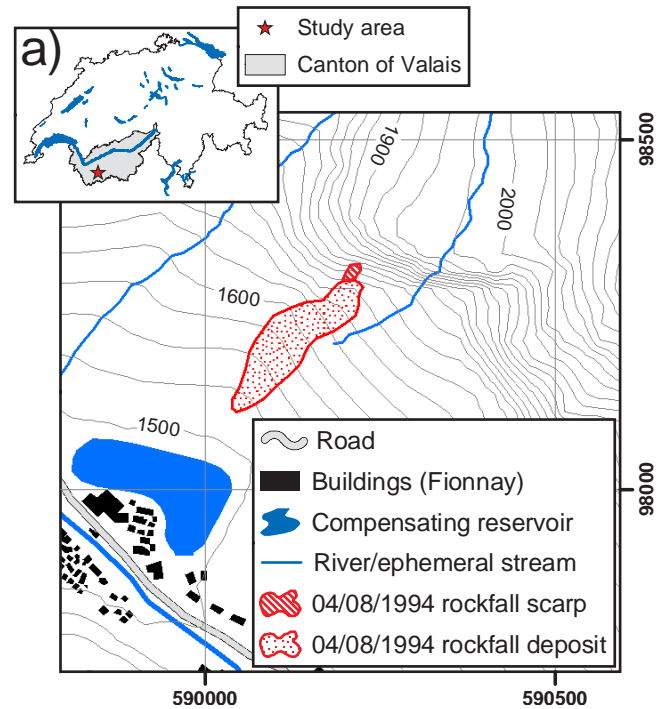 a)
Study area
Canton of Valais
1900
2000
98500
1600
1500
98000
Road
Buildings (Fionnay)
Compensating reservoir
River/ephemeral stream
04/08/1994 rockfall scarp
04/08/1994 rockfall deposit
590000
590500